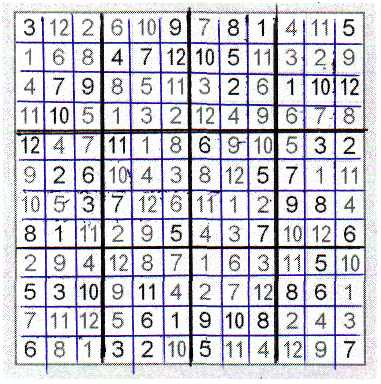 3 12 2 6 10 9 7 8 1 4 11 5
1 6 8 4 7 12 10 5 11 3 2 9
4 7 9 8 5 11 3 2 6 1 10 12
11 10 5 1 3 2 12 4 9 6 7 8
12 4 7 11 1 8 6 9 10 5 3 2
9 2 6 10 4 3 8 12 5 7 1 11
10 5 3 7 12 6 11 1 2 9 8 4
8 1 11 2 9 5 4 3 7 10 12 6
2 9 4 12 8 7 1 6 3 11 5 10
5 3 10 9 11 4 2 7 12 8 6 1
7 11 12 5 6 1 9 10 8 2 4 3
6 8 1 3 2 10 5 11 4 12 9 7